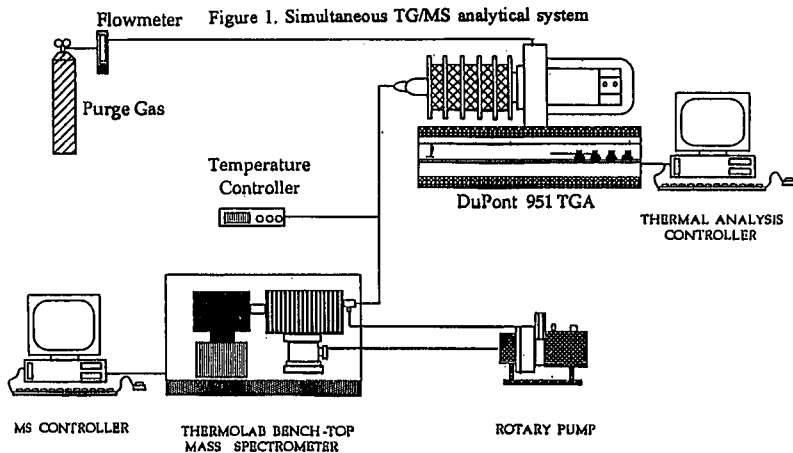 Figure 1. Simultaneous TG/MS analytical system
Flowmeter
Purge Gas
Temperature
Controller
DuPont 951 TGA
THERMAL ANALYSIS
CONTROLLER
MS CONTROLLER
THERMOLAB BENCH-TOP
MASS SPECTROMETER
ROTARY PUMP